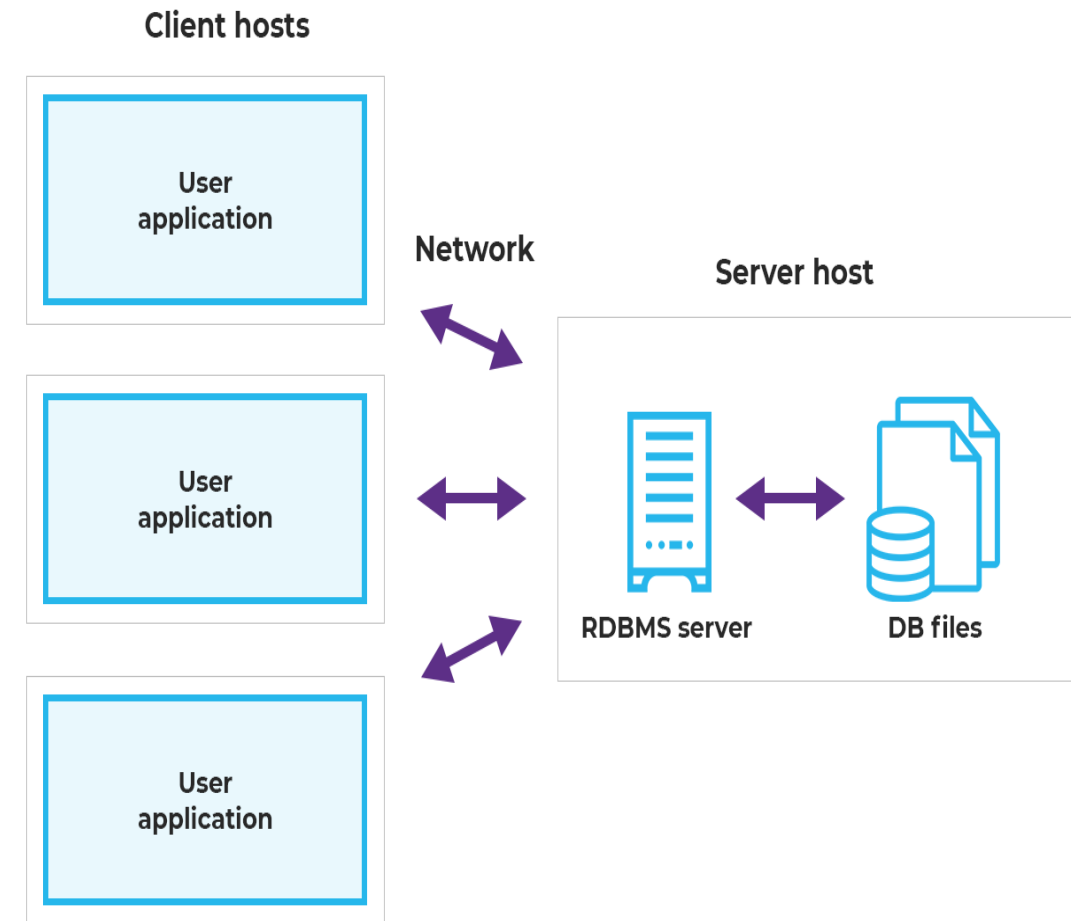 Client hosts
User
application
Network
Server host
User
application
RDBMS server
DB files
User
application